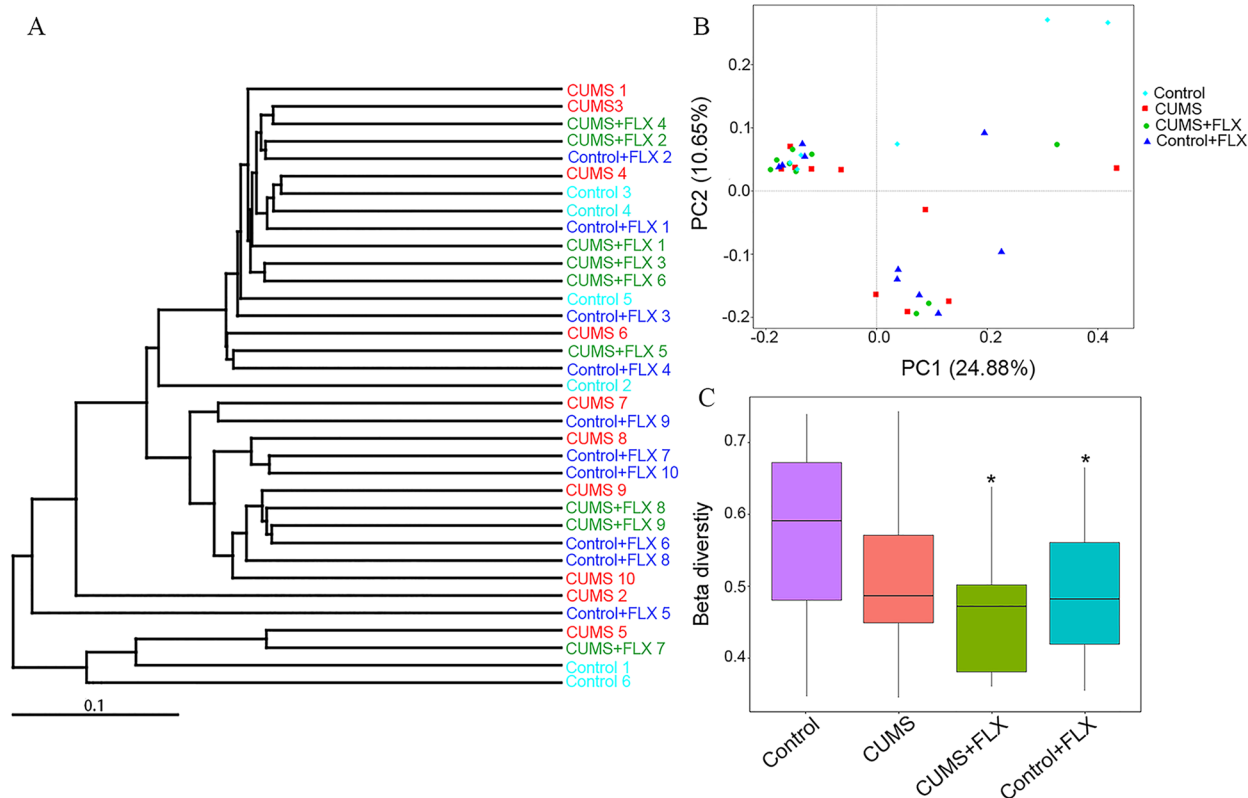 A
CUMS 1
CUMS3
CUMS+FLX 4
CUMS+FLX 2
Control+FLX 2
CUMS 4
Control 3
Control 4
Control+FLX 1
CUMS+FLX 1
CUMS+FLX 3
CUMS+FLX 6
Control 5
Control+FLX 3
CUMS 6
CUMS+FLX 5
Control+FLX 4
Control 2
CUMS 7
Control+FLX 9
CUMS 8
Control+FLX 7
Control+FLX 10
CUMS 9
CUMS+FLX 8
CUMS+FLX 9
Control+FLX 6
Control+FLX 8
CUMS 10
CUMS 2
Control+FLX 5
CUMS 5
CUMS+FLX 7
Control 1
Control 6
0.1
B
PC2 (10.65%)
0.2
0.1
0.0
-0.1
-0.2
-0.2
0.0
0.2
0.4
PC1 (24.88%)
Control
CUMS
CUMS+FLX
Control+FLX
C
Beta diverstiy
0.7
0.6
0.5
0.4
*
*
Control
CUMS
CUMS+FLX
Control+FLX